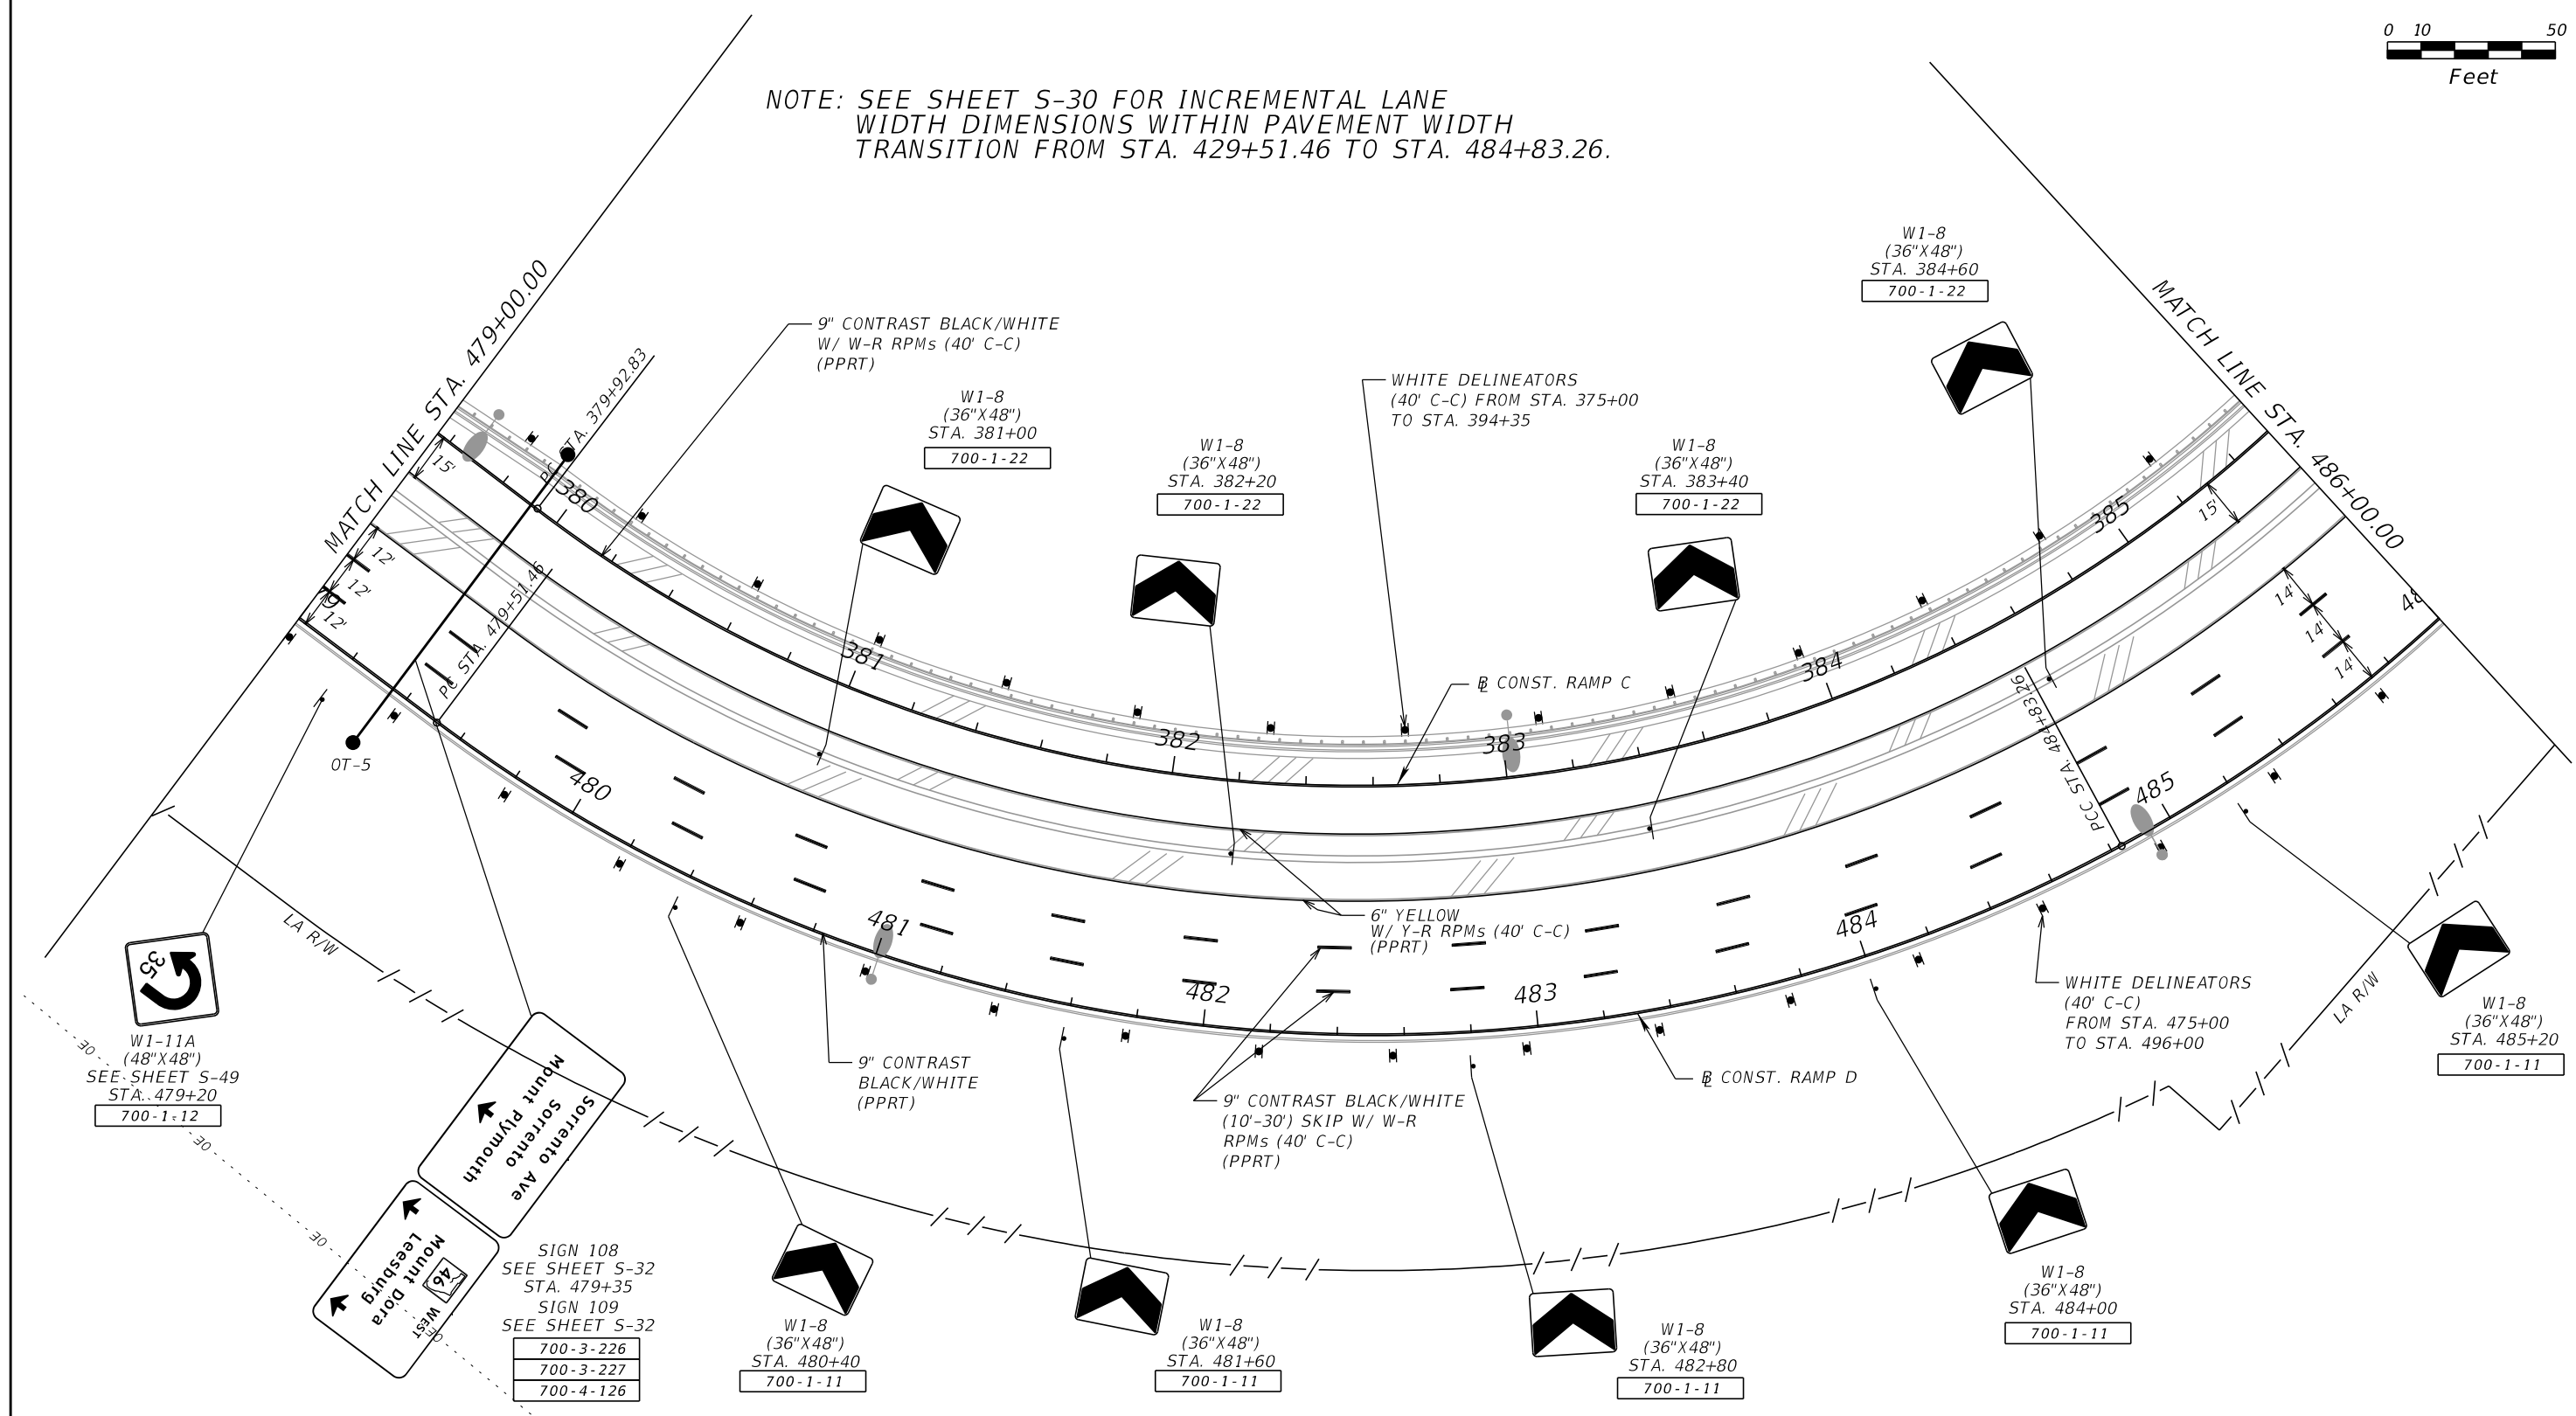 0 10 50
Feet
NOTE: SEE SHEET S-30 FOR INCREMENTAL LANE
WIDTH DIMENSIONS WITHIN PAVEMENT WIDTH
TRANSITION FROM STA. 429+51.46 TO STA. 484+83.26.
MATCH LINE STA. 479+00.00
MATCH LINE STA. 486+00.00
W1-8
(36"X48")
STA. 384+60
700-1-22
9" CONTRAST BLACK/WHITE
W/ W-R RPMs (40' C-C)
(PPRT)
W1-8
(36"X48")
STA. 381+00
700-1-22
WHITE DELINEATORS
(40' C-C) FROM STA. 375+00
TO STA. 394+35
W1-8
(36"X48")
STA. 382+20
700-1-22
W1-8
(36"X48")
STA. 383+40
700-1-22
PC STA. 379+92.83
PC STA. 479+51.46
PCC STA. 484+83.26
15'
12'
12'
12'
15'
14'
14'
14'
380
381
382
383
384
385
480
481
482
483
484
485
OT-5
BL CONST. RAMP C
6" YELLOW
W/ Y-R RPMs (40' C-C)
(PPRT)
LA R/W
LA R/W
35
W1-11A
(48"X48")
SEE SHEET S-49
STA. 479+20
700-1-12
OE
OE
OE
OE
Sorrento Ave
Sorrento
Mount Plymouth
46
WEST
Mount Dora
Leesburg
SIGN 108
SEE SHEET S-32
STA. 479+35
SIGN 109
SEE SHEET S-32
700-3-226
700-3-227
700-4-126
9" CONTRAST
BLACK/WHITE
(PPRT)
9" CONTRAST BLACK/WHITE
(10'-30') SKIP W/ W-R
RPMs (40' C-C)
(PPRT)
BL CONST. RAMP D
WHITE DELINEATORS
(40' C-C)
FROM STA. 475+00
TO STA. 496+00
W1-8
(36"X48")
STA. 485+20
700-1-11
W1-8
(36"X48")
STA. 480+40
700-1-11
W1-8
(36"X48")
STA. 481+60
700-1-11
W1-8
(36"X48")
STA. 482+80
700-1-11
W1-8
(36"X48")
STA. 484+00
700-1-11